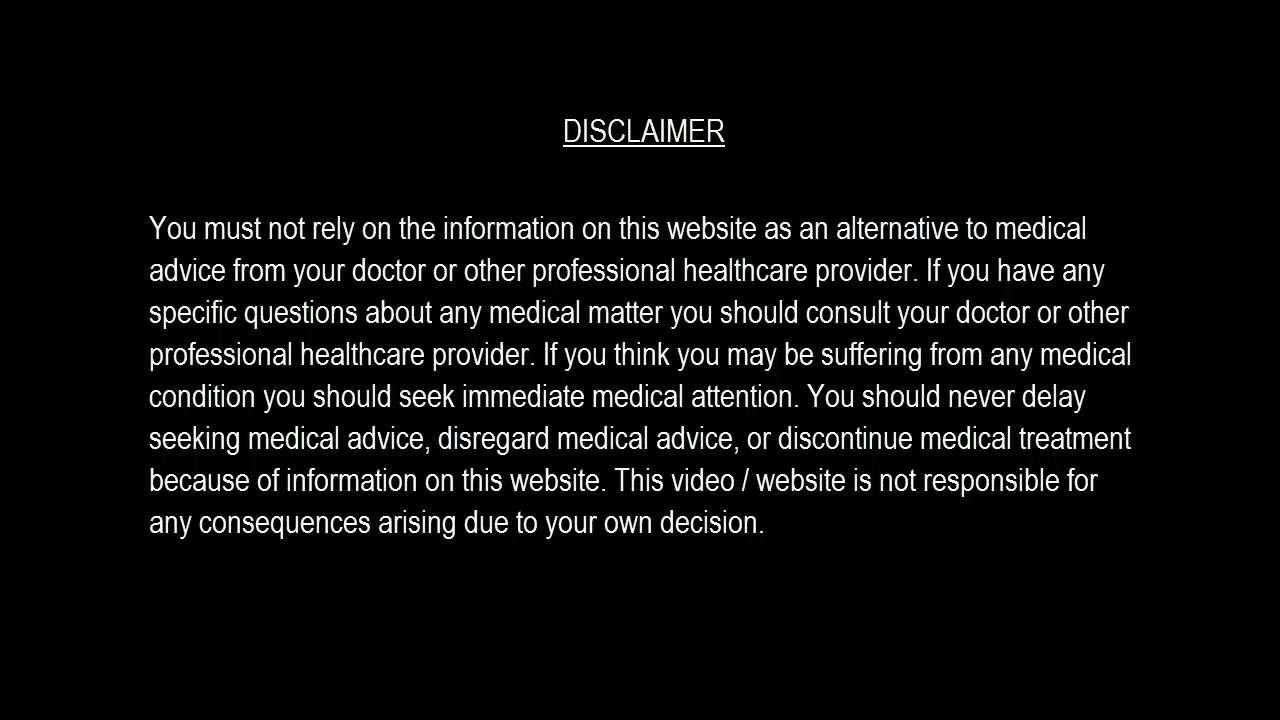 DISCLAIMER
You must not rely on the information on this website as an alternative to medical
advice from your doctor or other professional healthcare provider. If you have any
specific questions about any medical matter you should consult your doctor or other
professional healthcare provider. If you think you may be suffering from any medical
condition you should seek immediate medical attention. You should never delay
seeking medical advice, disregard medical advice, or discontinue medical treatment
because of information on this website. This video / website is not responsible for
any consequences arising due to your own decision.